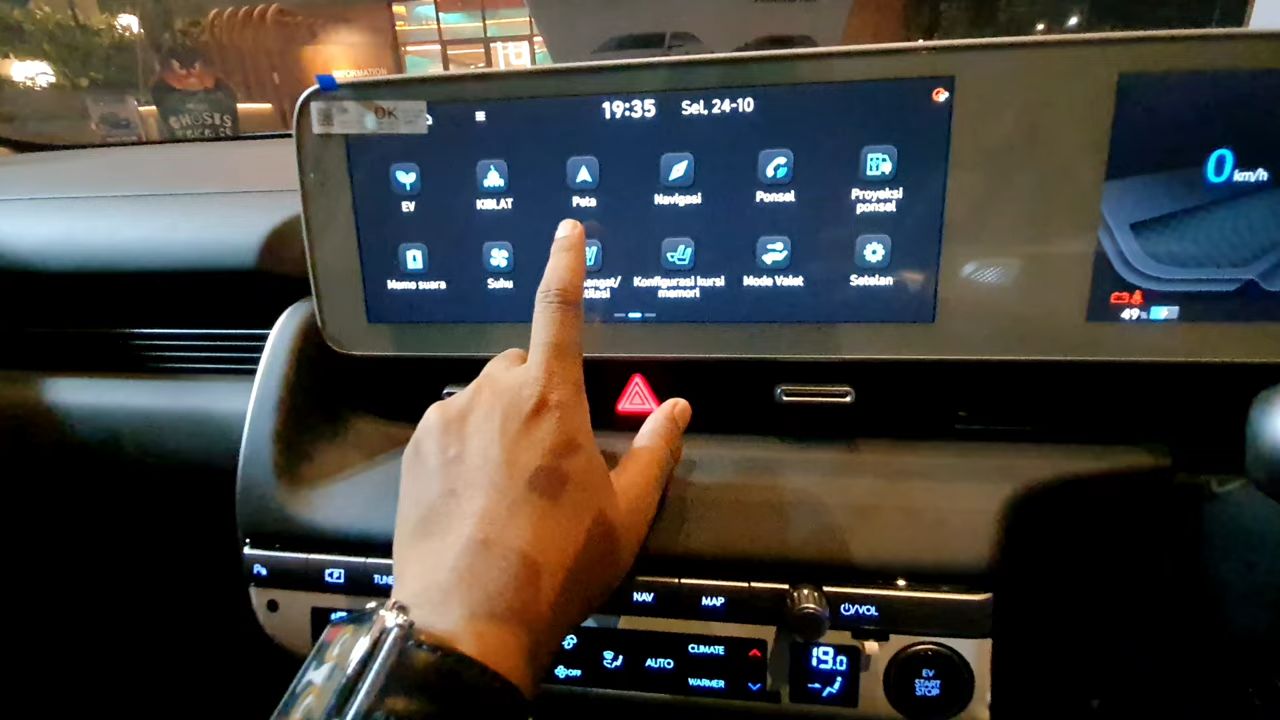 INFORMATION
GHOSTS
OK
19:35 Sel, 24-10
0 km/h
EV
KIBLAT
Peta
Navigasi
Ponsel
Proyeksi
ponsel
Memo suara
Suhu
Konfigurasi kursi
memori
Mode Valet
Setelan
49%
TUNE
NAV
MAP
VOL
OFF
AUTO
CLIMATE
WARMER
19.0
EV
START
STOP